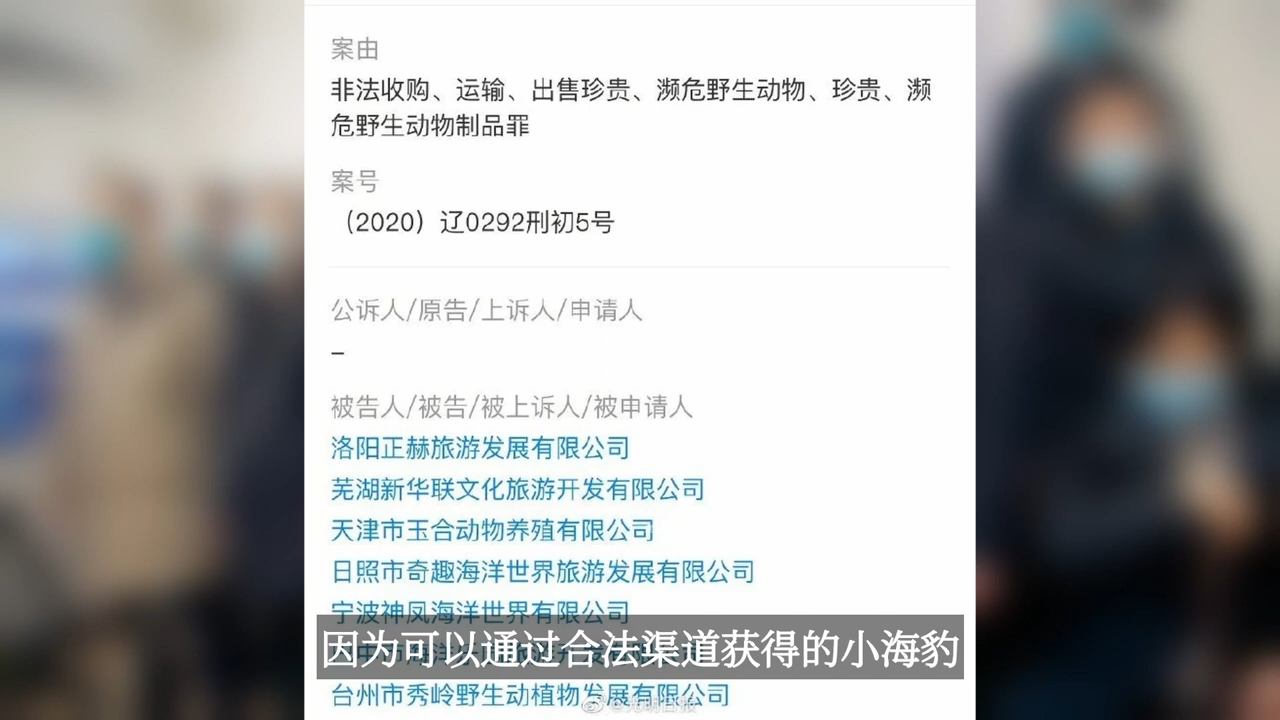 案由
非法收购、运输、出售珍贵、濒危野生动物、珍贵、濒
危野生动物制品罪
案号
（2020）辽0292刑初5号
公诉人/原告/上诉人/申请人
–
被告人/被告/被上诉人/被申请人
洛阳正赫旅游发展有限公司
芜湖新华联文化旅游开发有限公司
天津市玉合动物养殖有限公司
日照市奇趣海洋世界旅游发展有限公司
宁波神凤海洋世界有限公司
因为可以通过合法渠道获得的小海豹
台州市秀岭野生动植物发展有限公司
@光明日报